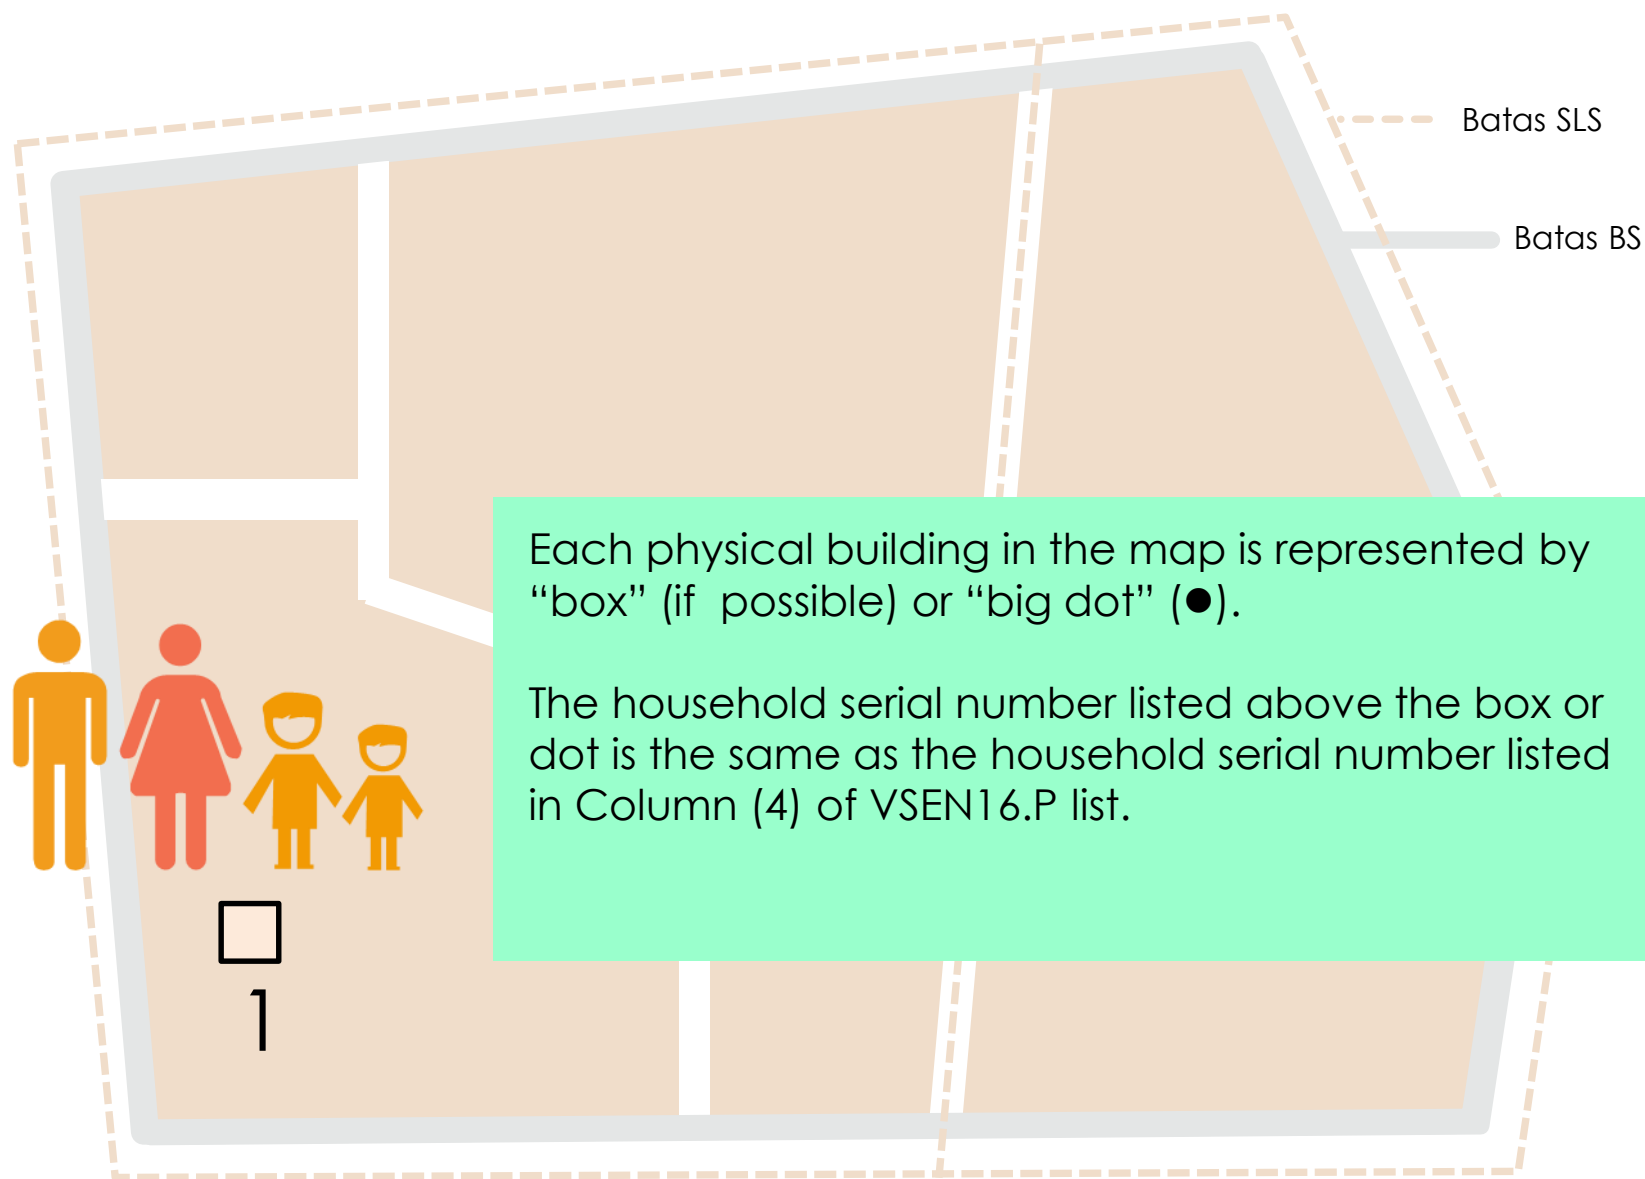 Batas SLS
Batas BS
Each physical building in the map is represented by
“box” (if  possible) or “big dot” (●).
The household serial number listed above the box or
dot is the same as the household serial number listed
in Column (4) of VSEN16.P list.
1